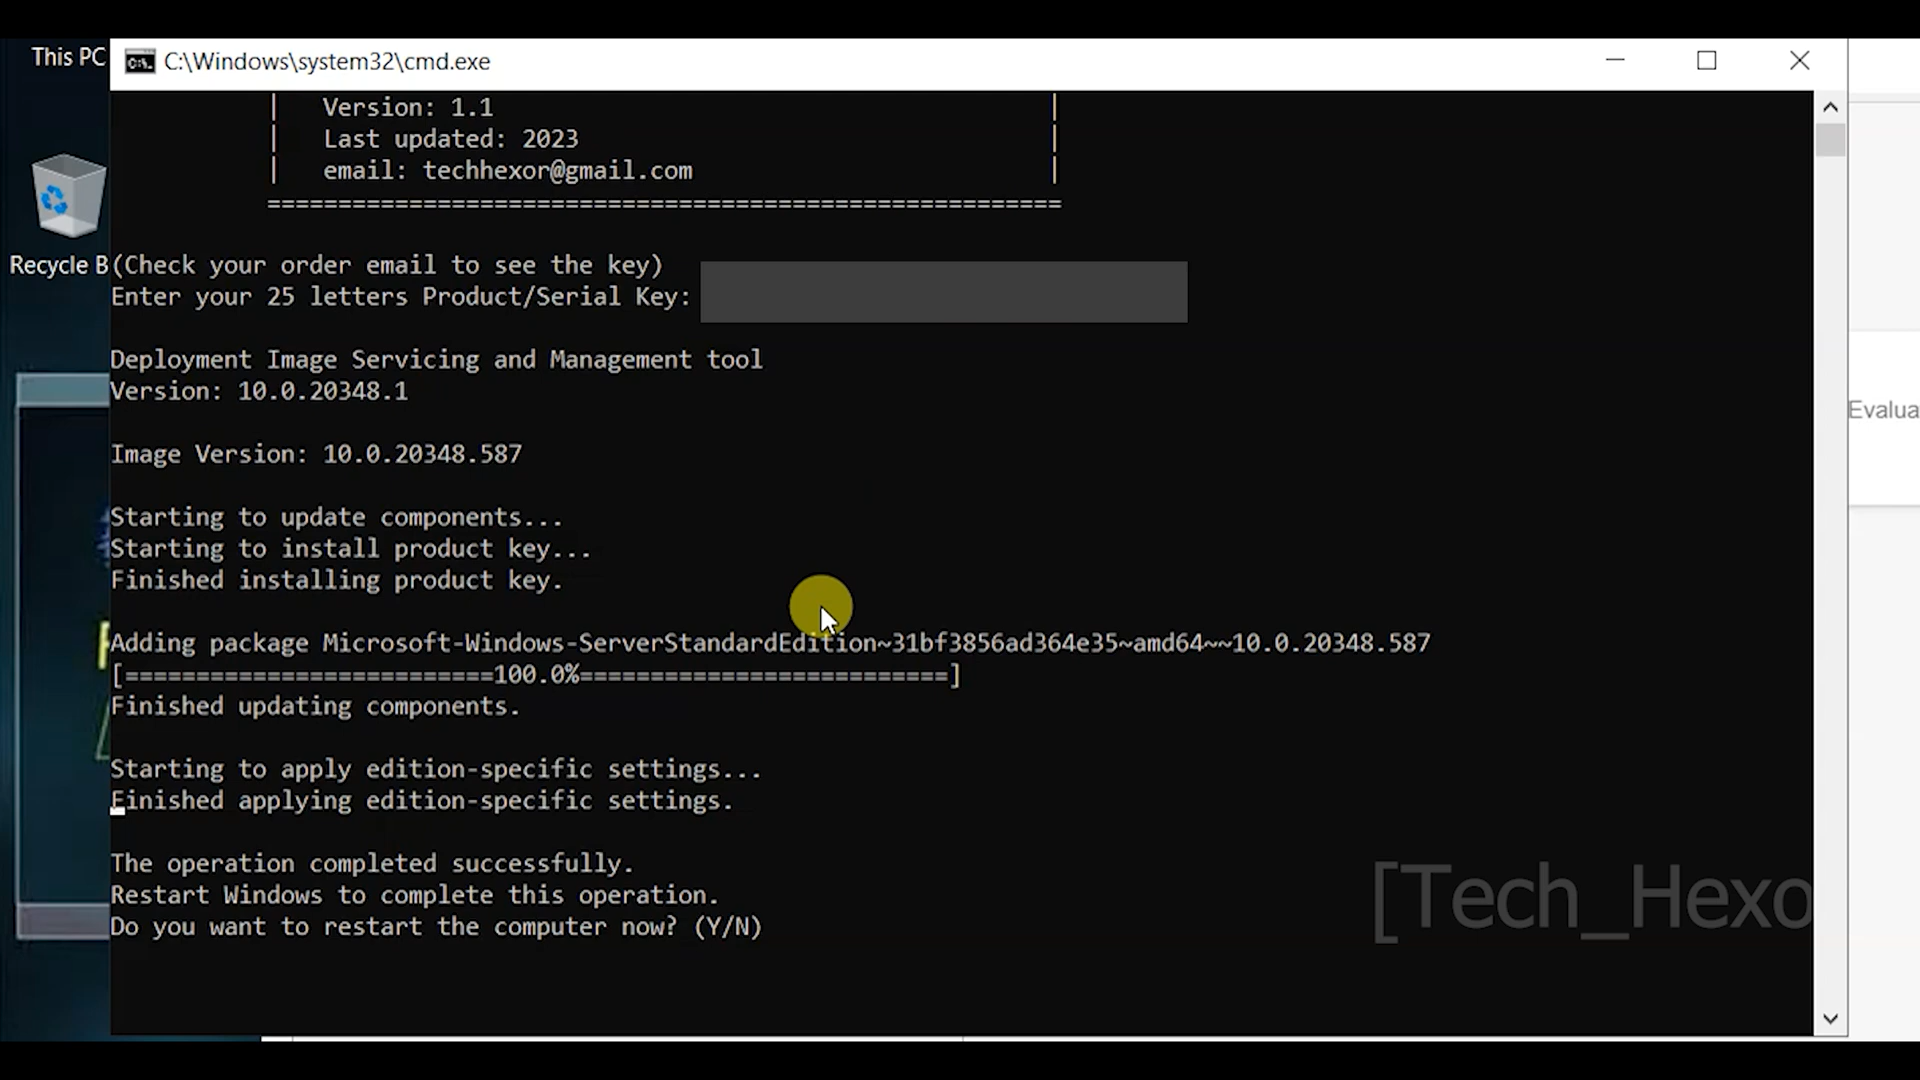 This PC
C:\Windows\system32\cmd.exe
| Version: 1.1 |
| Last updated: 2023 |
| email: techhexor@gmail.com |
========================================================
Recycle B
(Check your order email to see the key)
Enter your 25 letters Product/Serial Key:
Deployment Image Servicing and Management tool
Version: 10.0.20348.1
Evalua
Image Version: 10.0.20348.587
Starting to update components...
Starting to install product key...
Finished installing product key.
Adding package Microsoft-Windows-ServerStandardEdition~31bf3856ad364e35~amd64~~10.0.20348.587
[==========================100.0%==========================]
Finished updating components.
Starting to apply edition-specific settings...
Finished applying edition-specific settings.
The operation completed successfully.
Restart Windows to complete this operation.
Do you want to restart the computer now? (Y/N)
[Tech_Hexo